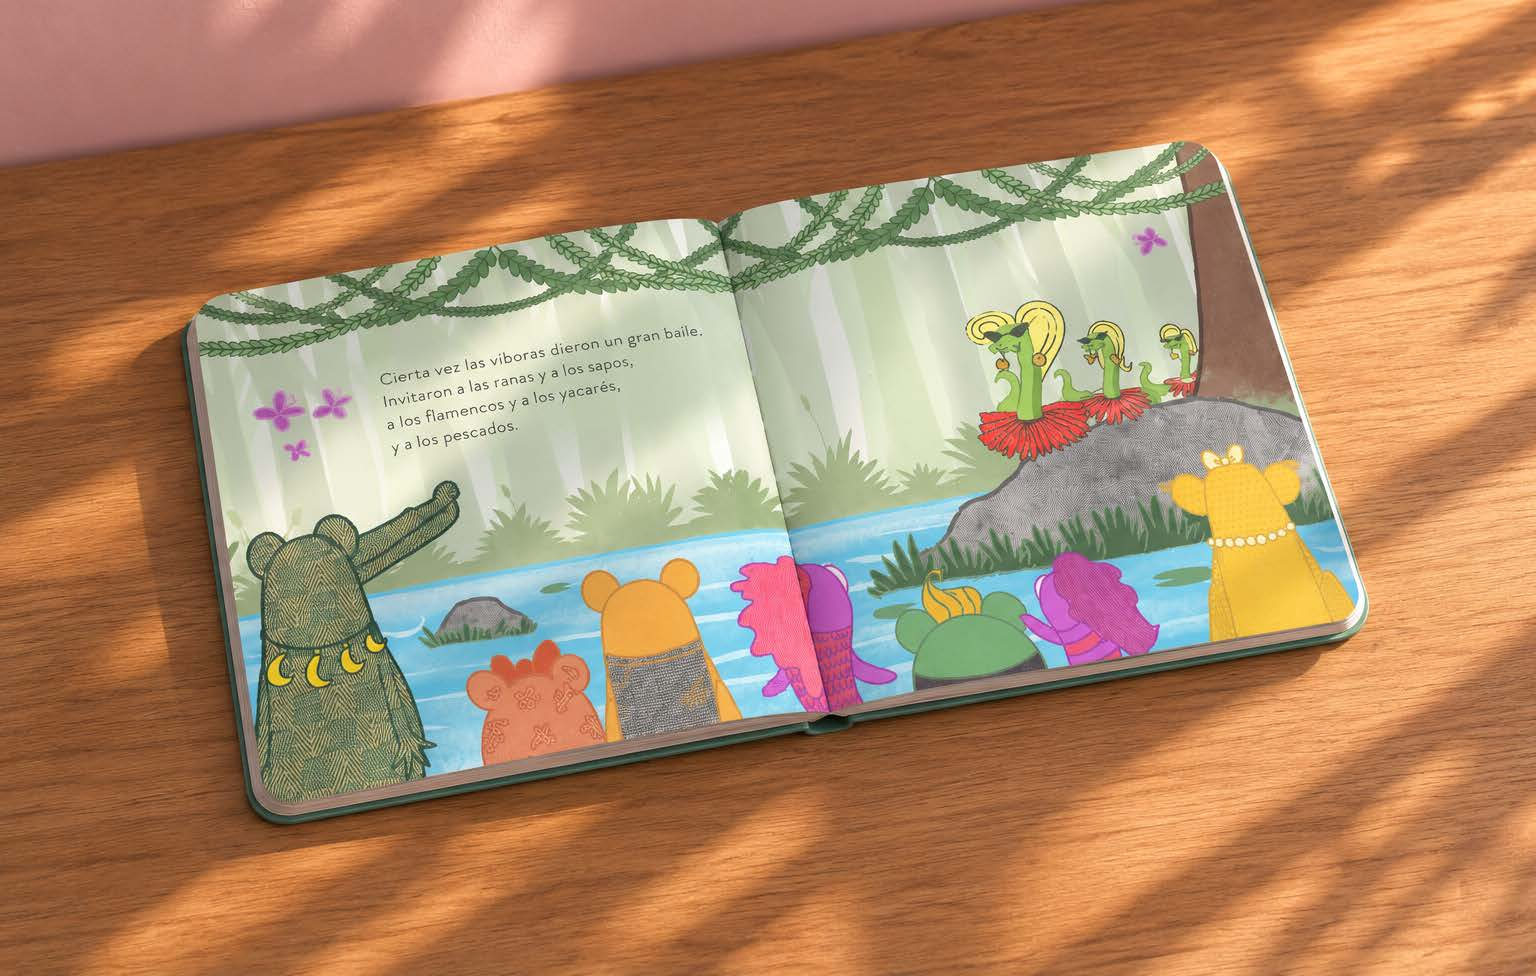 Cierta vez las víboras dieron un gran baile.
Invitaron a las ranas y a los sapos,
a los flamencos y a los yacarés,
y a los pescados.